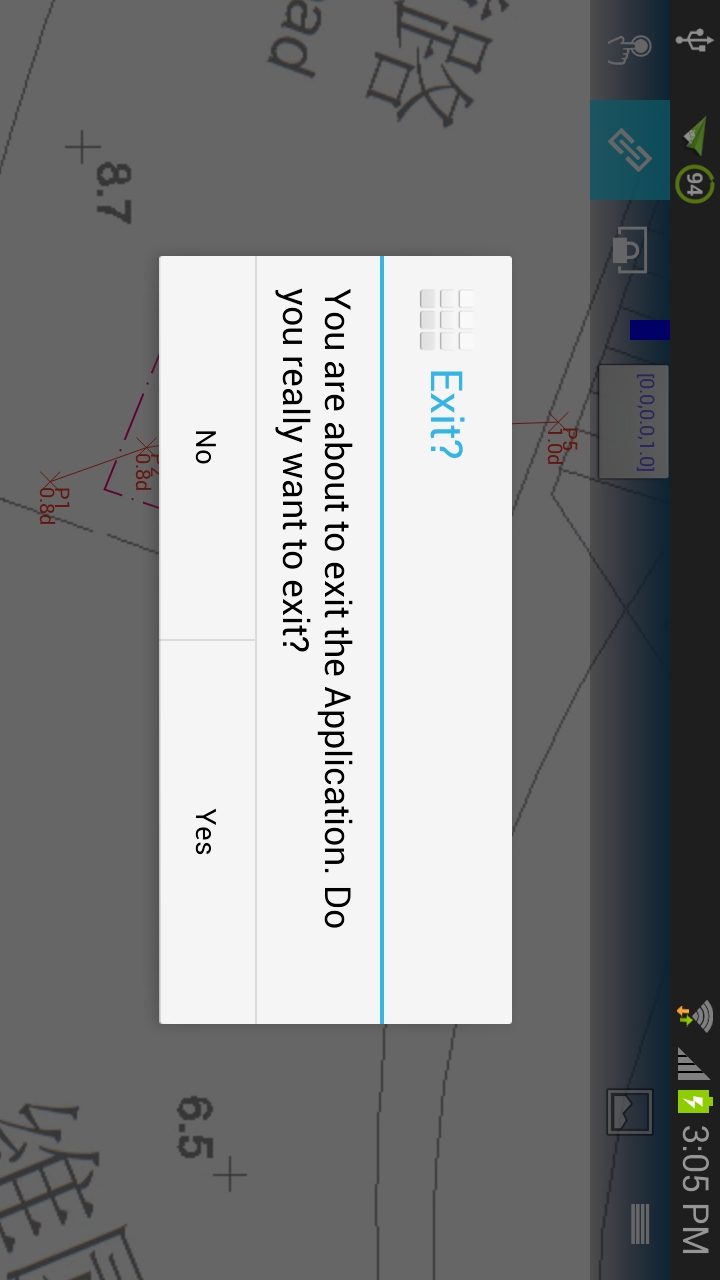 94
3:05 PM
[0.0,0.0,1.0]
路
ad
8.7
P5
1.0d
Exit?
You are about to exit the Application. Do
you really want to exit?
No
Yes
0.8d
P1
0.8d
6.5
維